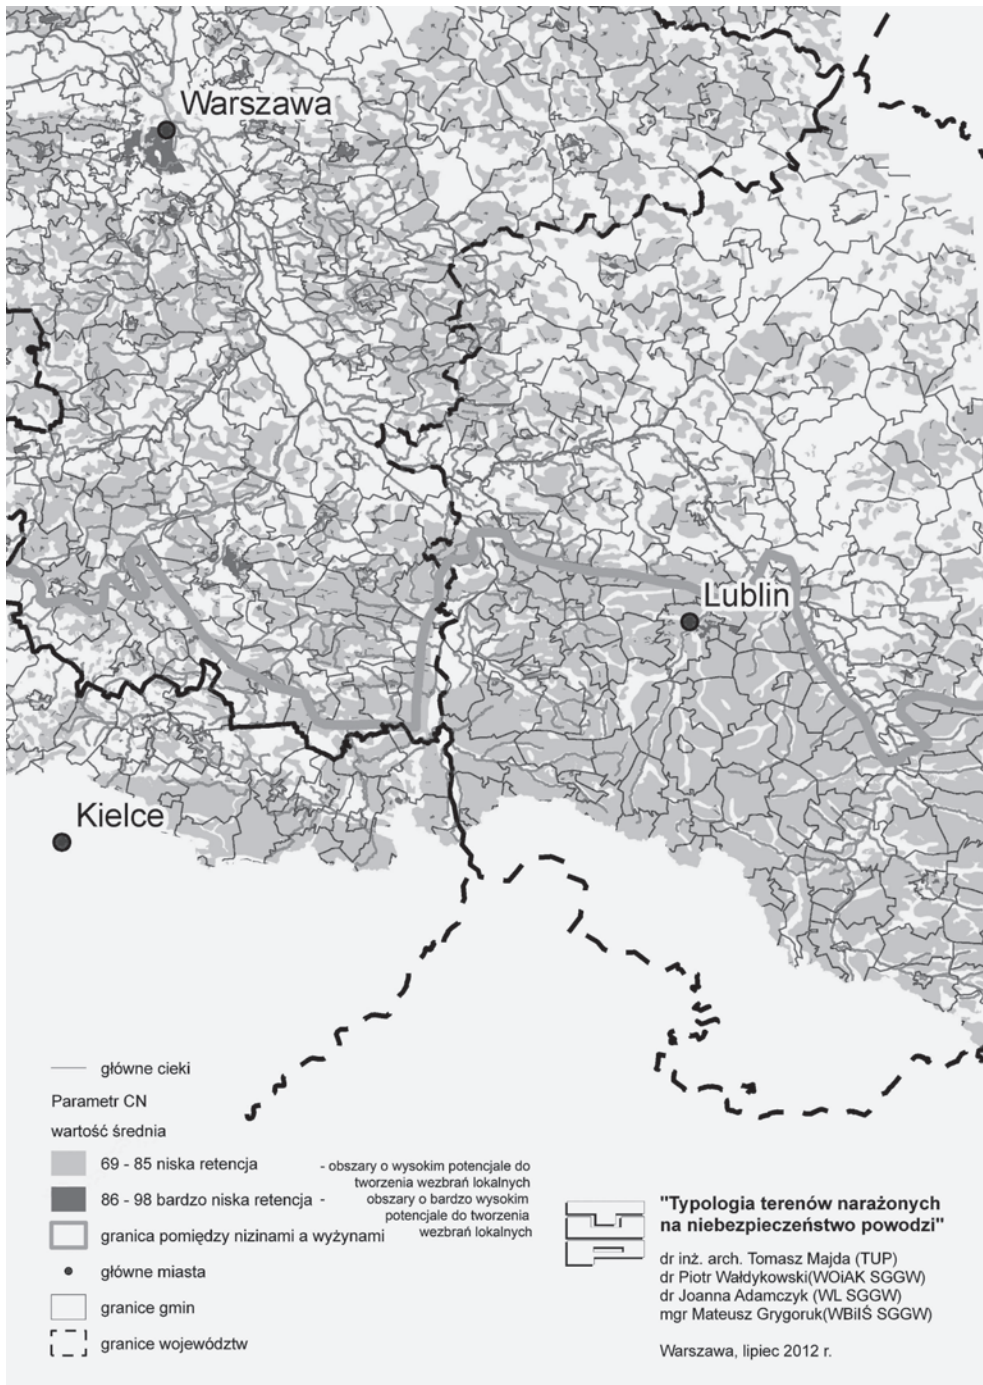 Warszawa
Lublin
Kielce
główne cieki
Parametr CN
wartość średnia
69 - 85 niska retencja
- obszary o wysokim potencjale do
tworzenia wezbrań lokalnych
86 - 98 bardzo niska retencja -
obszary o bardzo wysokim
potencjale do tworzenia
wezbrań lokalnych
granica pomiędzy nizinami a wyżynami
główne miasta
granice gmin
granice województw
"Typologia terenów narażonych
na niebezpieczeństwo powodzi"
dr inż. arch. Tomasz Majda (TUP)
dr Piotr Wałdykowski(WOiAK SGGW)
dr Joanna Adamczyk (WL SGGW)
mgr Mateusz Grygoruk(WBiIŚ SGGW)
Warszawa, lipiec 2012 r.